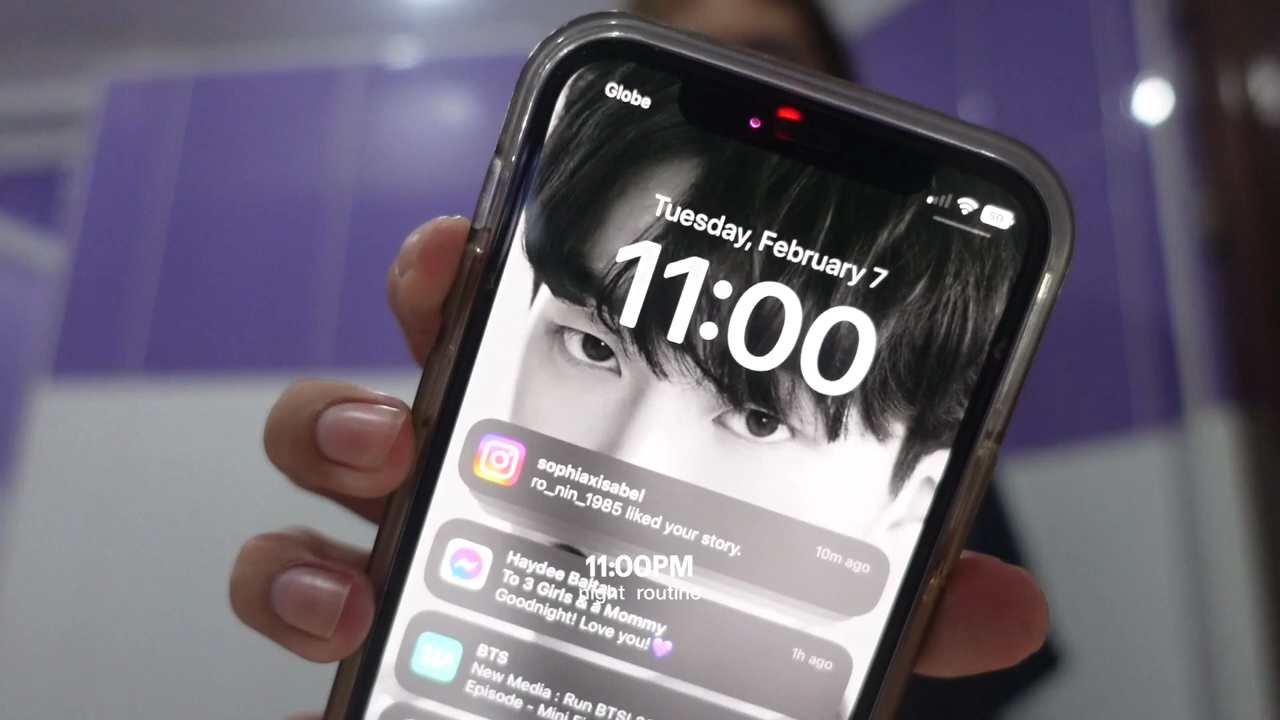 Globe
50
Tuesday, February 7
11:00
sophiaxisabel
ro_nin_1985 liked your story.
10m ago
11:00PM
night routine
Haydee
To 3 Girls & a Mommy
Goodnight! Love you!💜
1h ago
BTS
New Media : Run BTS!
Episode - Mini